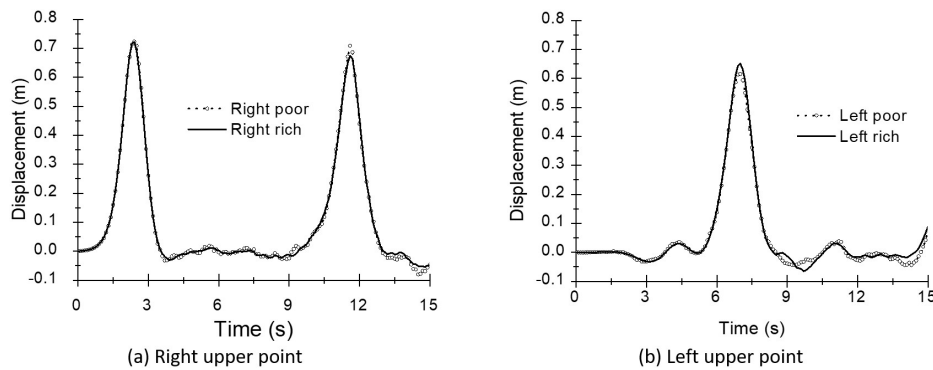 0.8
0.7
0.6
0.5
0.4
0.3
0.2
0.1
0.0
-0.1
Displacement (m)
Right poor
Right rich
0 3 6 9 12 15
Time (s)
(a) Right upper point
0.8
0.7
0.6
0.5
0.4
0.3
0.2
0.1
0.0
-0.1
Displacement (m)
Left poor
Left rich
0 3 6 9 12 15
Time (s)
(b) Left upper point